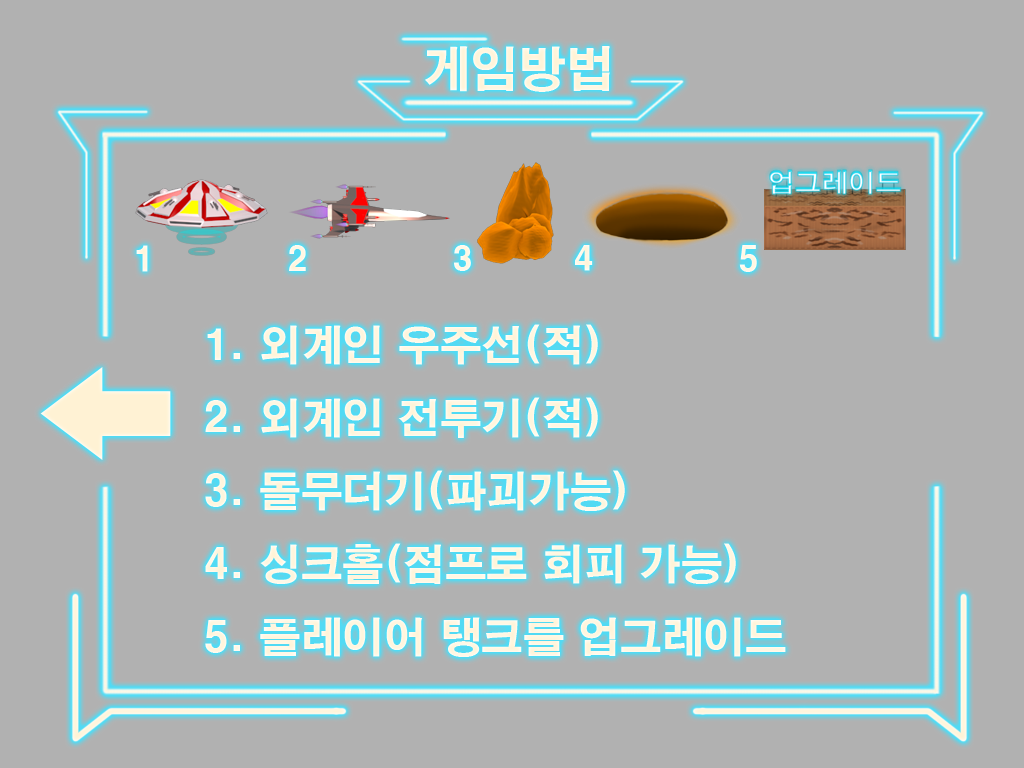 게임방법
업그레이드
1 2 3 4 5
1. 외계인 우주선(적)
2. 외계인 전투기(적)
3. 돌무더기(파괴가능)
4. 싱크홀(점프로 회피 가능)
5. 플레이어 탱크를 업그레이드